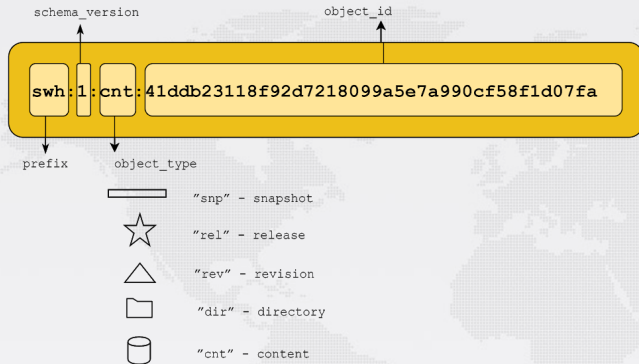 schema_version object_id
swh:1:cnt:41ddb23118f92d7218099a5e7a990cf58f1d07fa
prefix object_type
"snp" - snapshot
"rel" - release
"rev" - revision
"dir" - directory
"cnt" - content